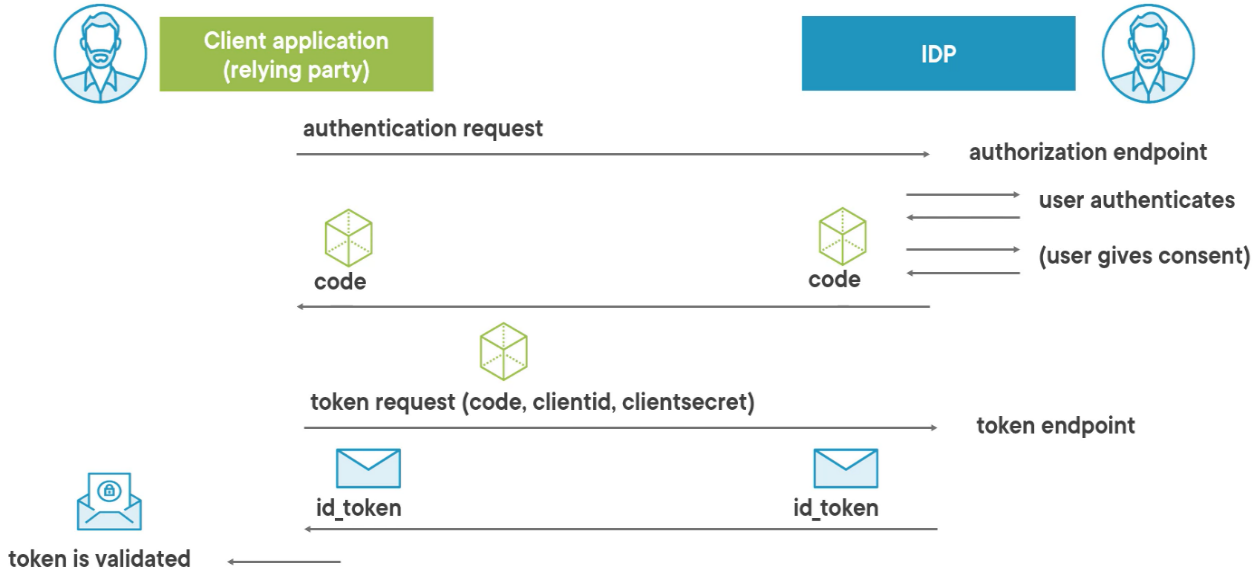 Client application
(relying party)
IDP
authentication request
authorization endpoint
user authenticates
(user gives consent)
code
code
token request (code, clientid, clientsecret)
token endpoint
id_token
id_token
token is validated